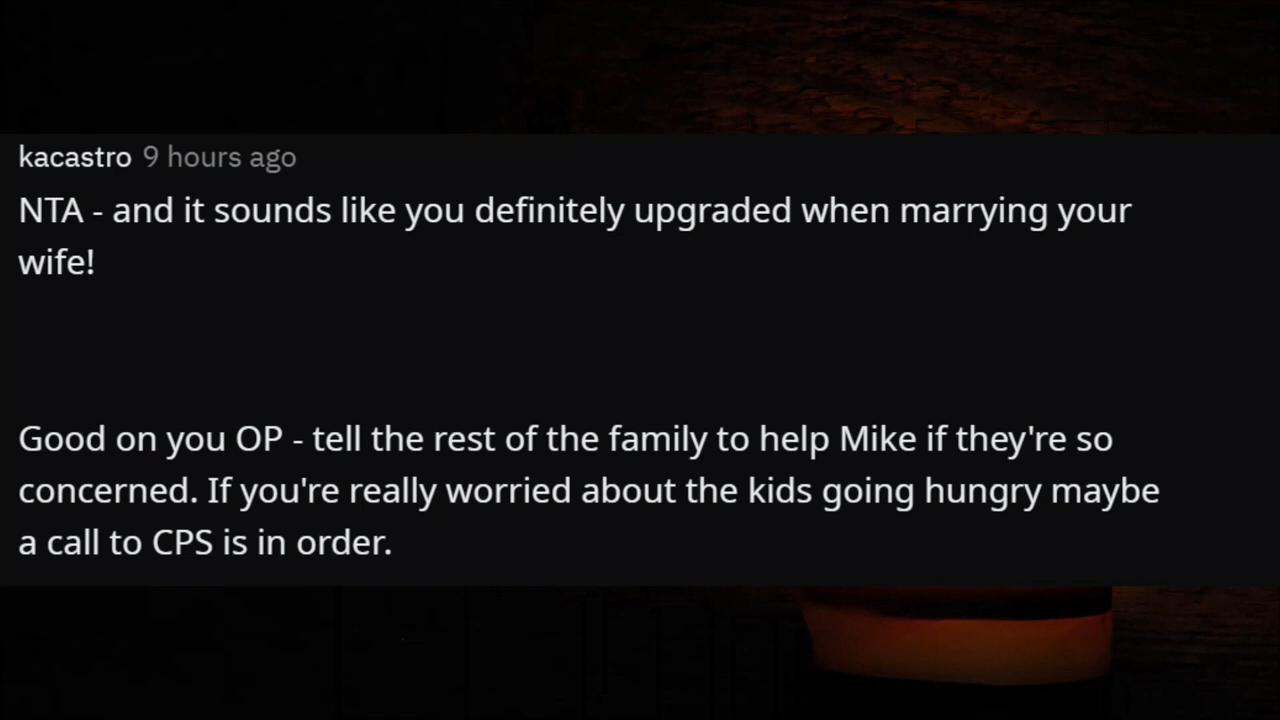 kacastro 9 hours ago
NTA - and it sounds like you definitely upgraded when marrying your
wife!
Good on you OP - tell the rest of the family to help Mike if they're so
concerned. If you're really worried about the kids going hungry maybe
a call to CPS is in order.